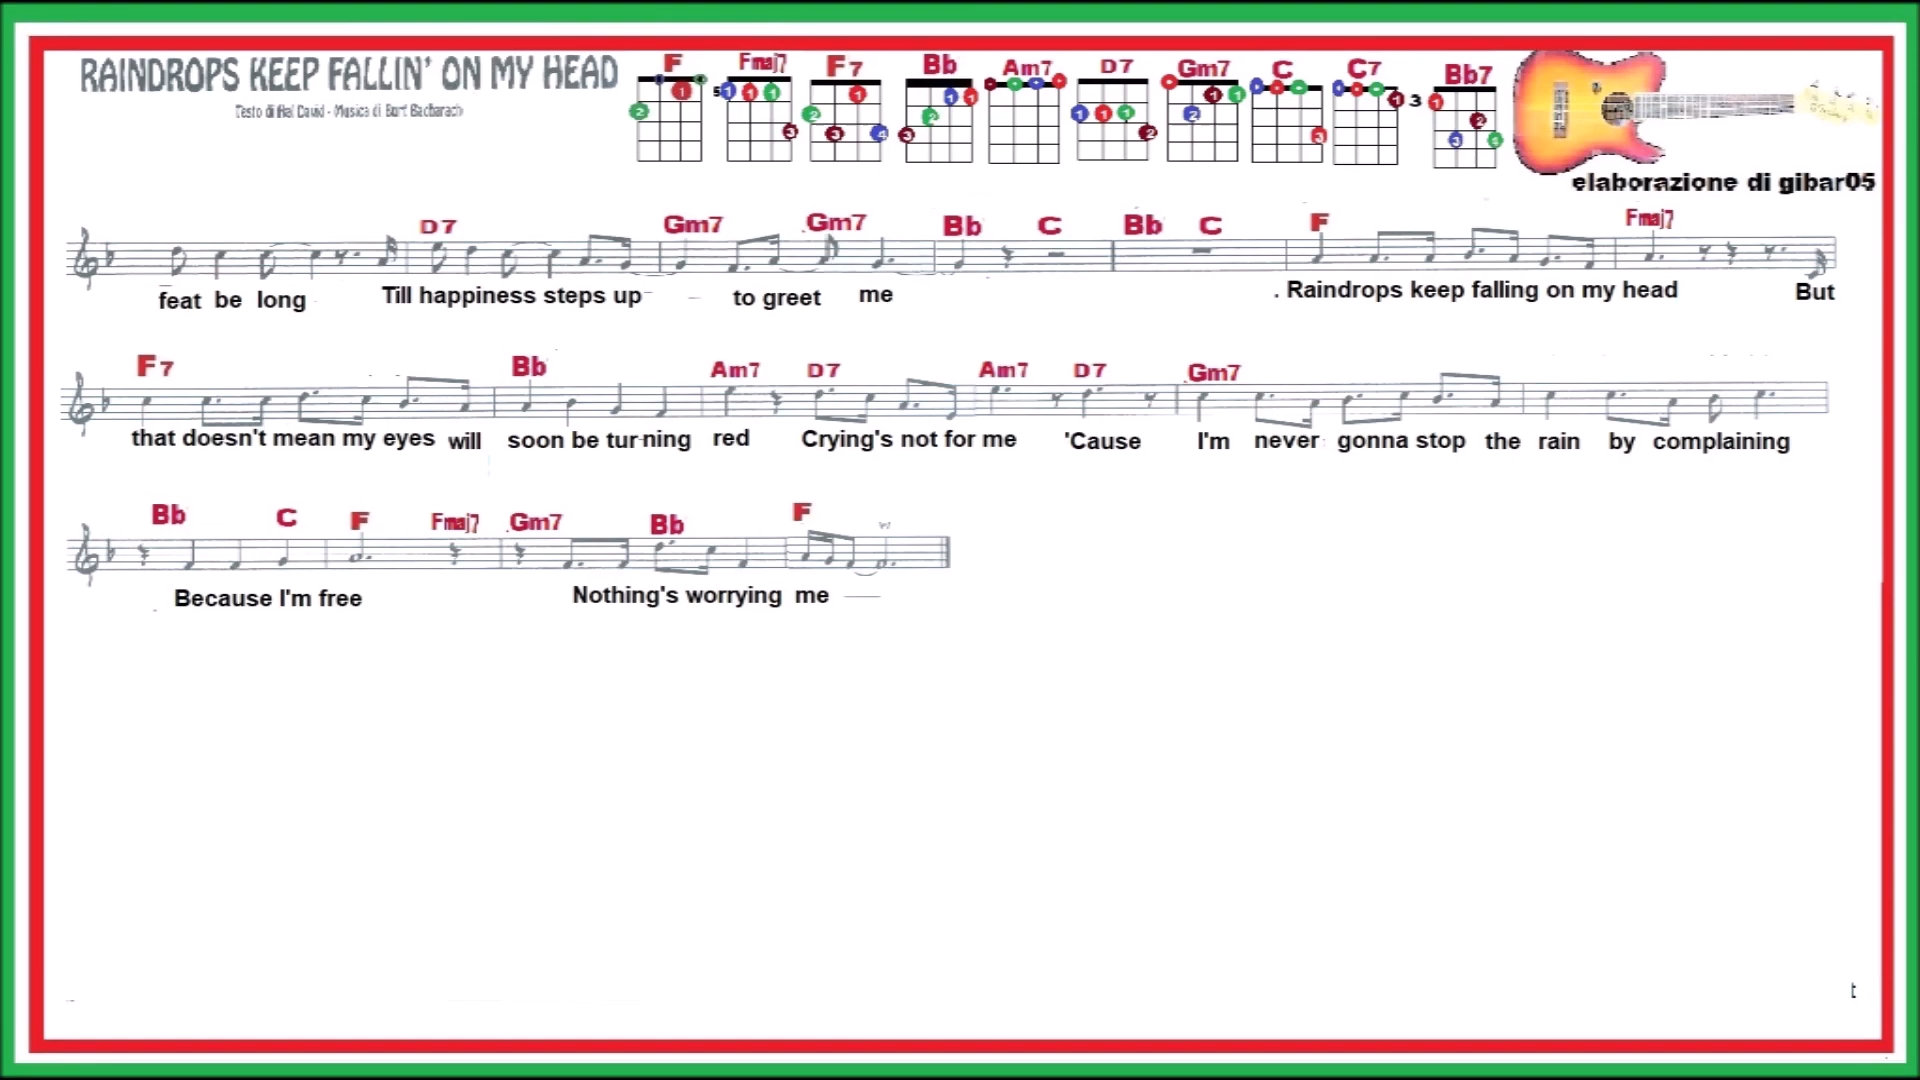 RAINDROPS KEEP FALLIN' ON MY HEAD
Testo di Hal David - Musica di Burt Bacharach
F Fmaj7 F7 Bb Am7 D7 Gm7 C C7 Bb7
elaborazione di gibar05
D7 Gm7 Gm7 Bb C Bb C F Fmaj7
feat be long Till happiness steps up to greet me . Raindrops keep falling on my head But
F7 Bb Am7 D7 Am7 D7 Gm7
that doesn't mean my eyes will soon be tur-ning red Crying's not for me 'Cause I'm never gonna stop the rain by complaining
Bb C F Fmaj7 Gm7 Bb F
Because I'm free Nothing's worrying me
t